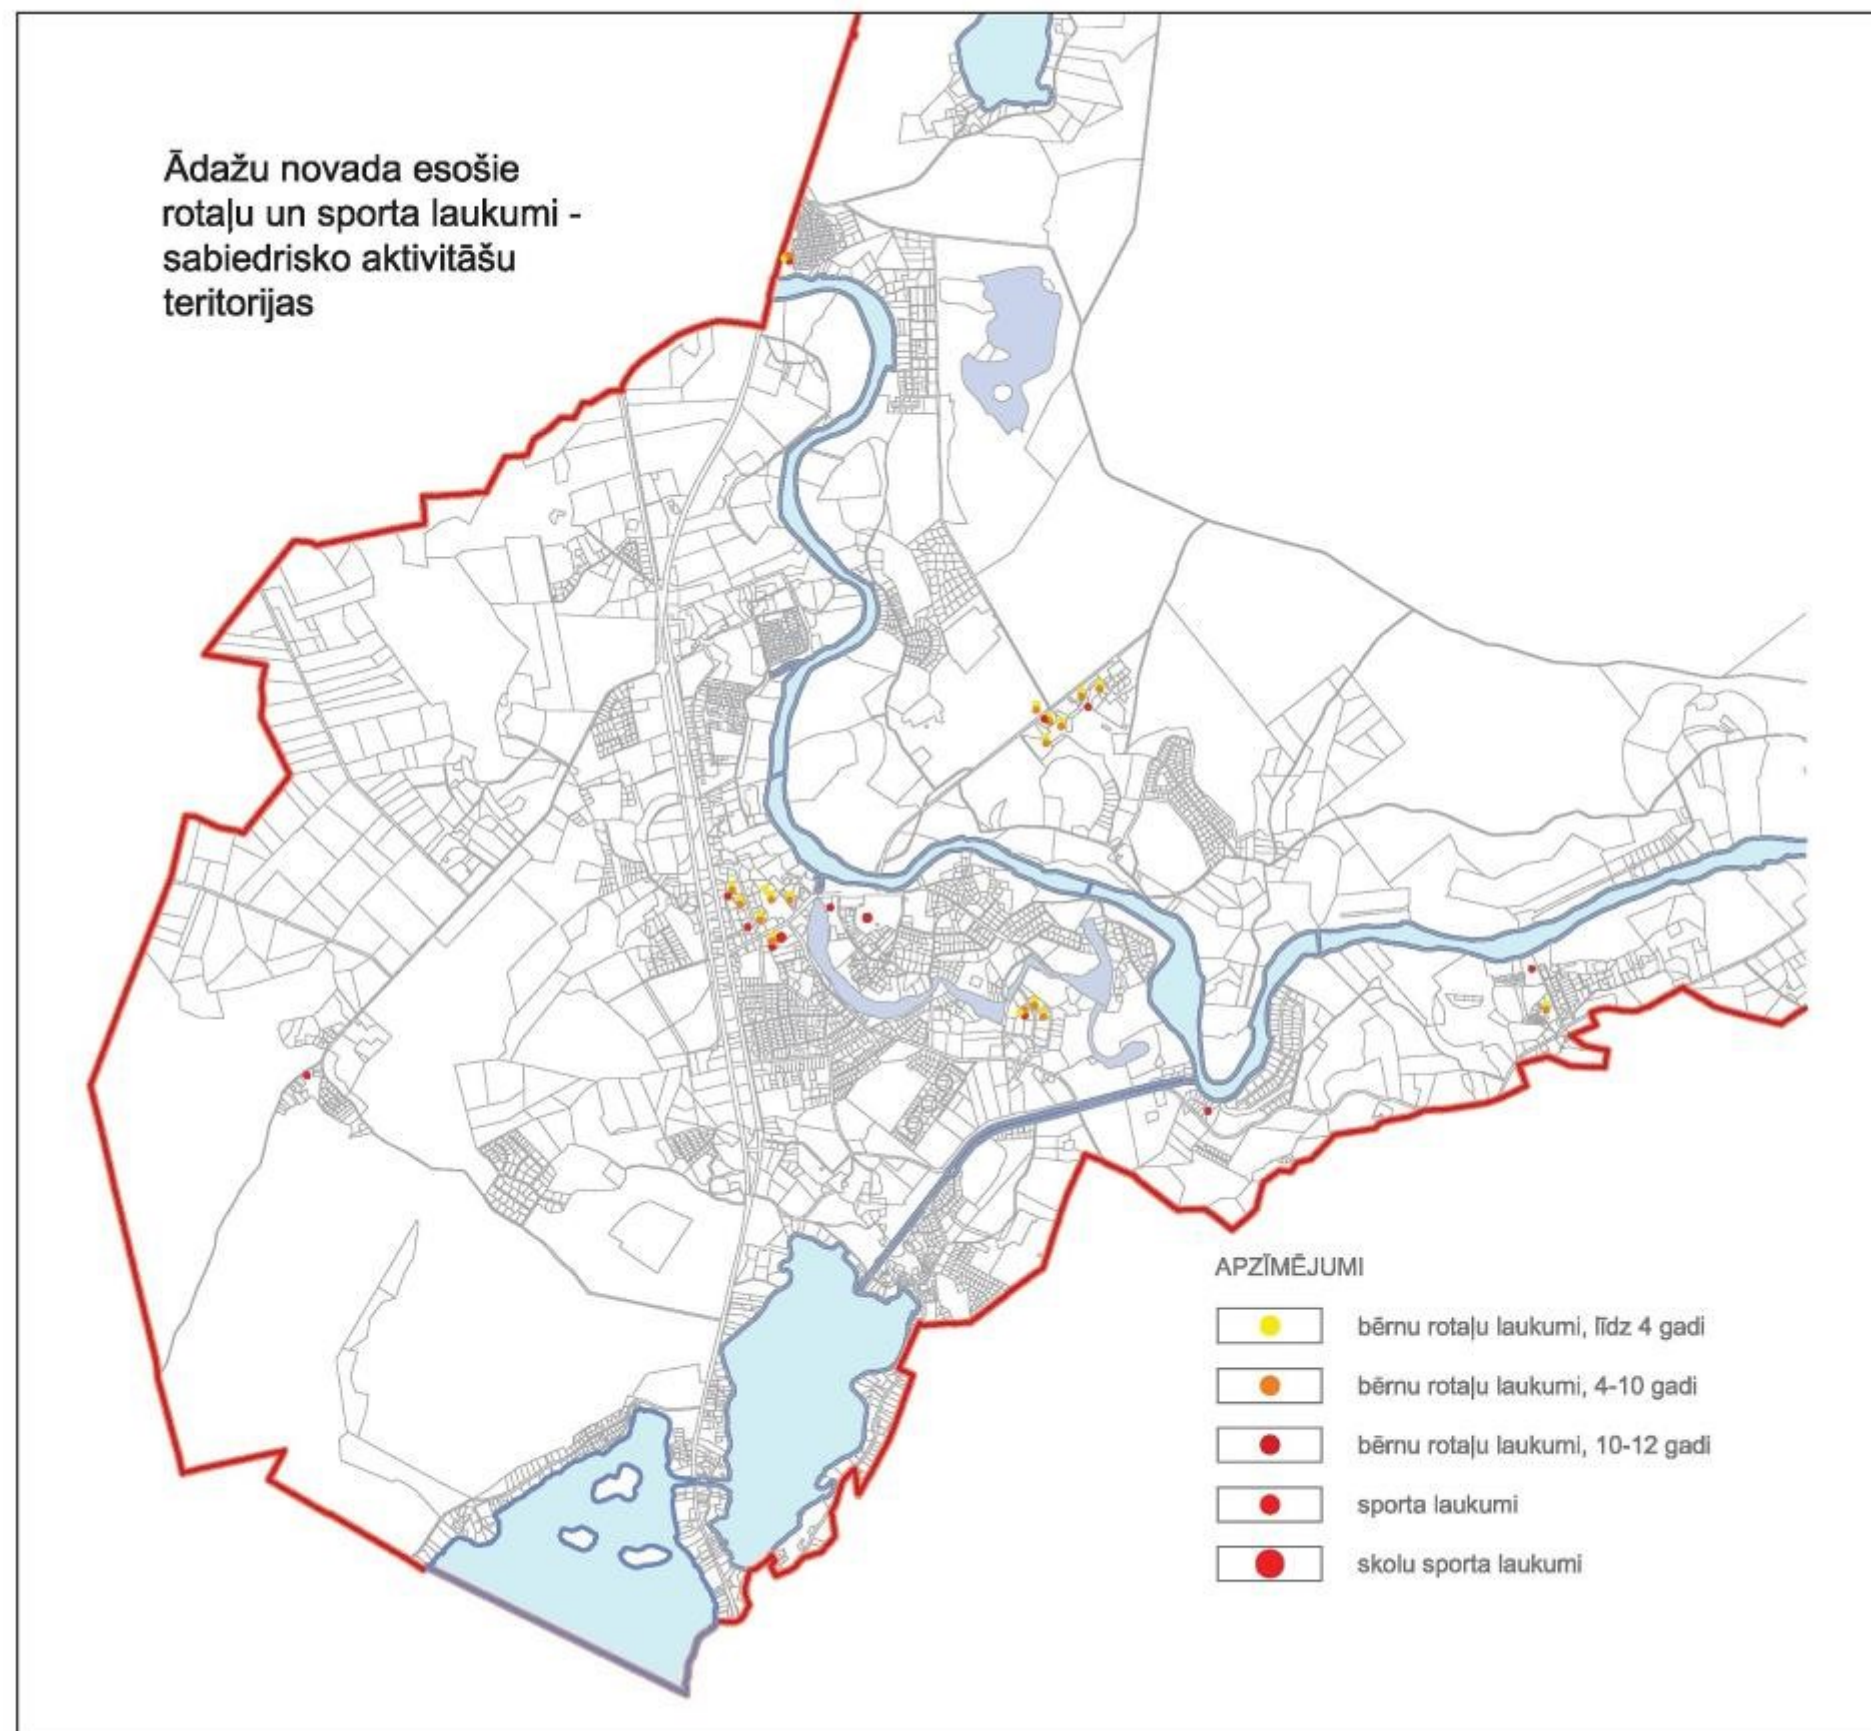 Ādažu novada esošie
rotaļu un sporta laukumi -
sabiedrisko aktivitāšu
teritorijas
APZĪMĒJUMI
bērnu rotaļu laukumi, līdz 4 gadi
bērnu rotaļu laukumi, 4-10 gadi
bērnu rotaļu laukumi, 10-12 gadi
sporta laukumi
skolu sporta laukumi